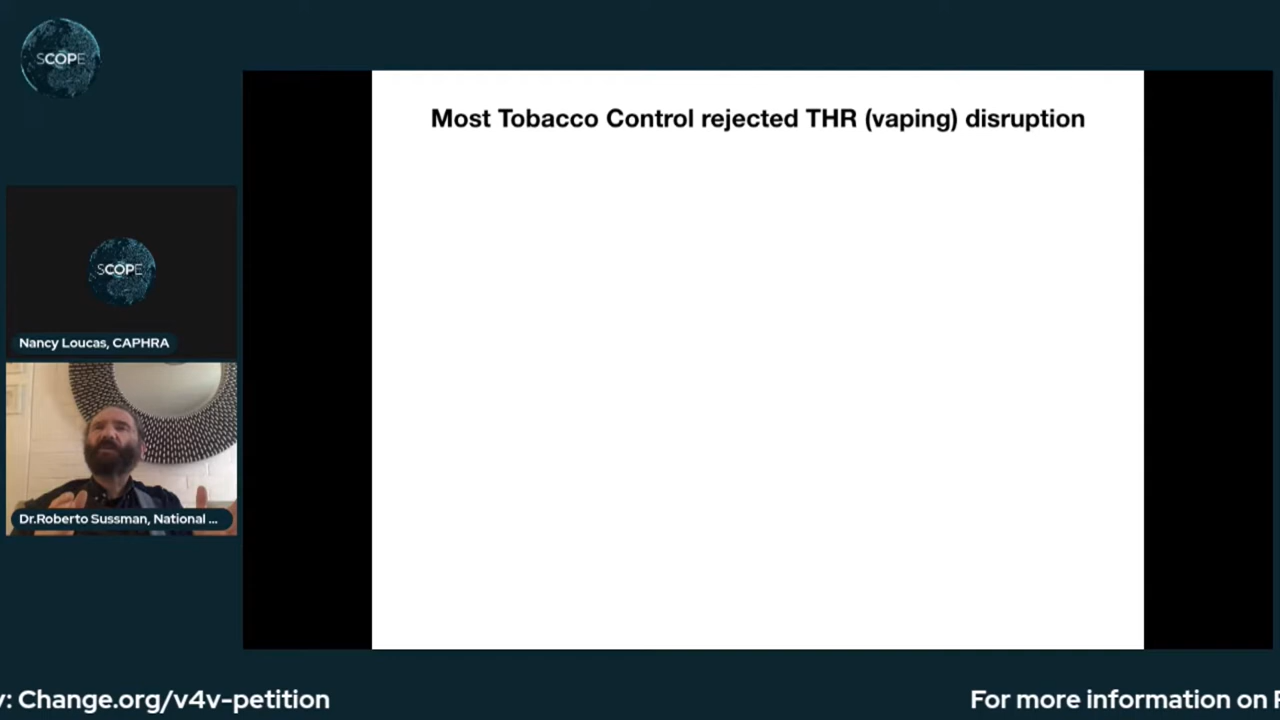 SCOPE
Most Tobacco Control rejected THR (vaping) disruption
SCOPE
Nancy Loucas, CAPHRA
Dr.Roberto Sussman, National ...
y: Change.org/v4v-petition
For more information on